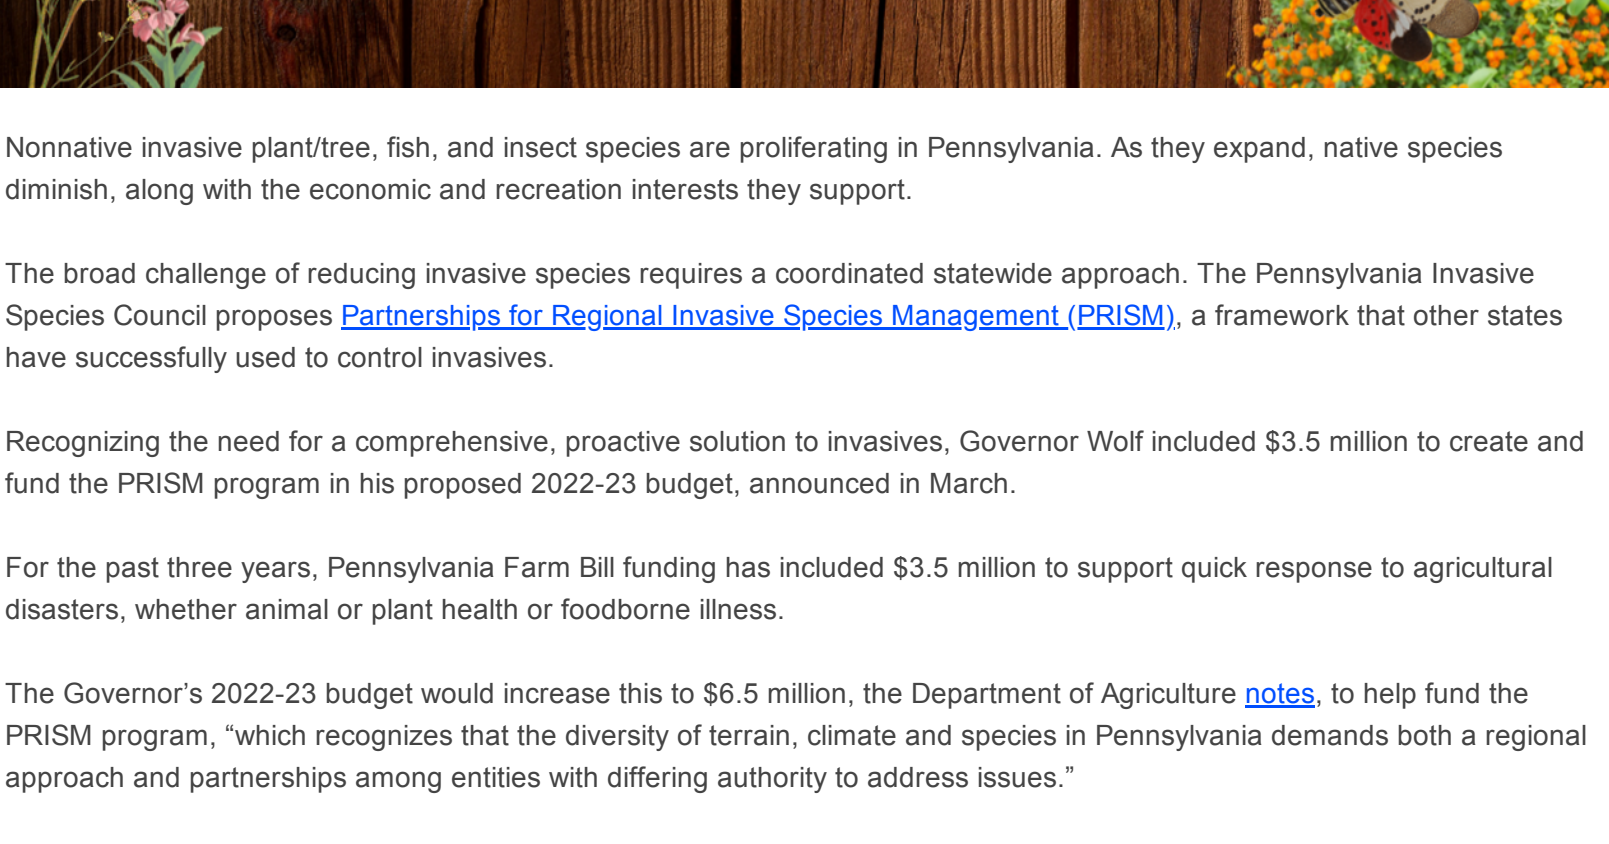 Nonnative invasive plant/tree, fish, and insect species are proliferating in Pennsylvania. As they expand, native species
diminish, along with the economic and recreation interests they support.
The broad challenge of reducing invasive species requires a coordinated statewide approach. The Pennsylvania Invasive
Species Council proposes Partnerships for Regional Invasive Species Management (PRISM), a framework that other states
have successfully used to control invasives.
Recognizing the need for a comprehensive, proactive solution to invasives, Governor Wolf included $3.5 million to create and
fund the PRISM program in his proposed 2022-23 budget, announced in March.
For the past three years, Pennsylvania Farm Bill funding has included $3.5 million to support quick response to agricultural
disasters, whether animal or plant health or foodborne illness.
The Governor’s 2022-23 budget would increase this to $6.5 million, the Department of Agriculture notes, to help fund the
PRISM program, “which recognizes that the diversity of terrain, climate and species in Pennsylvania demands both a regional
approach and partnerships among entities with differing authority to address issues.”